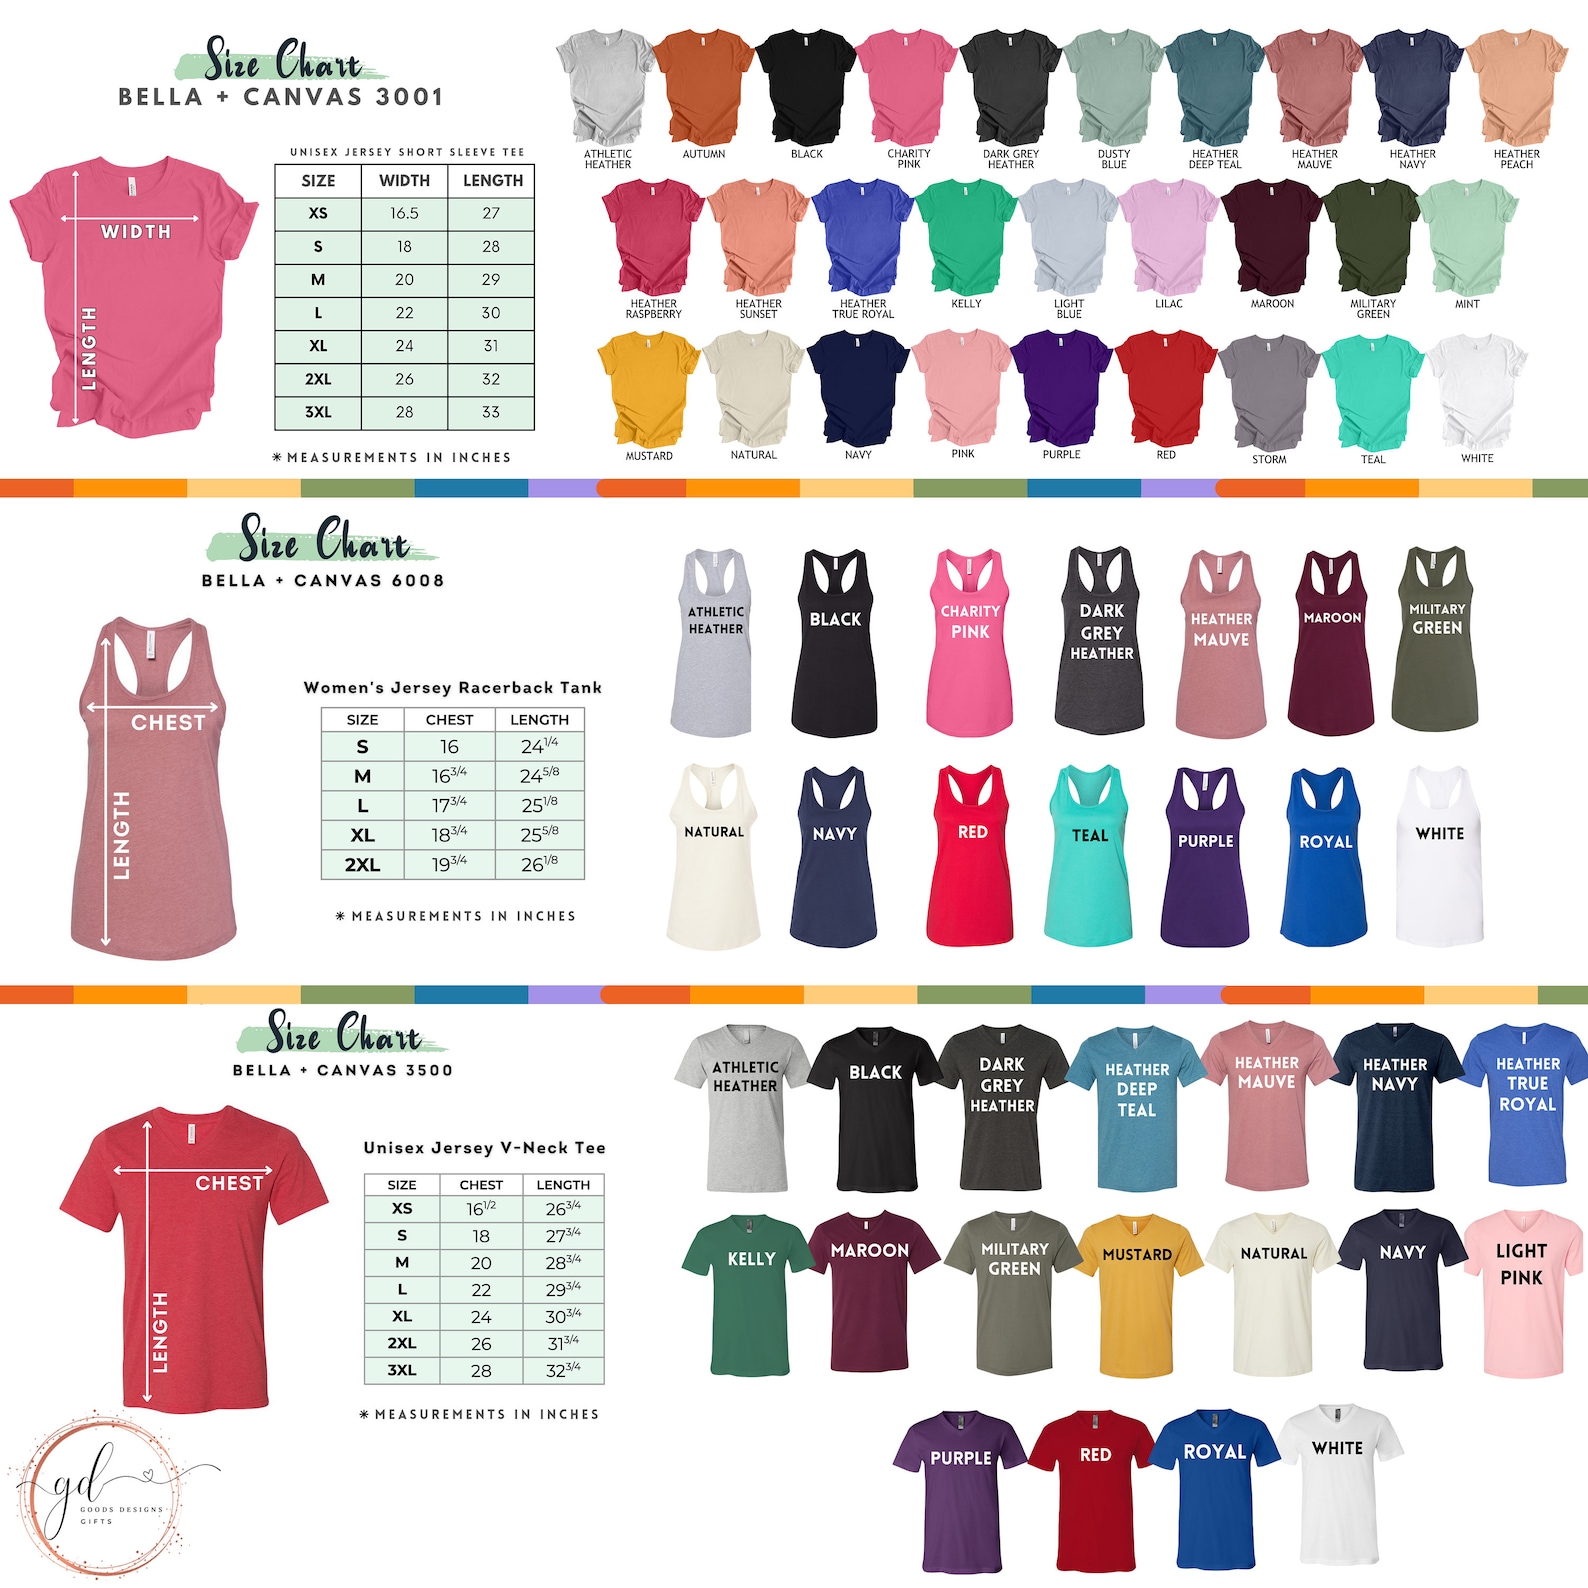 Size Chart
BELLA + CANVAS 3001
UNISEX JERSEY SHORT SLEEVE TEE
SIZE WIDTH LENGTH
XS 16.5 27
S 18 28
M 20 29
L 22 30
XL 24 31
2XL 26 32
3XL 28 33
*MEASUREMENTS IN INCHES
WIDTH
LENGTH
ATHLETIC
HEATHER
AUTUMN
BLACK
CHARITY
PINK
DARK GREY
HEATHER
DUSTY
BLUE
HEATHER
DEEP TEAL
HEATHER
MAUVE
HEATHER
NAVY
HEATHER
PEACH
HEATHER
RASPBERRY
HEATHER
SUNSET
HEATHER
TRUE ROYAL
KELLY
LIGHT
BLUE
LILAC
MAROON
MILITARY
GREEN
MINT
MUSTARD
NATURAL
NAVY
PINK
PURPLE
RED
STORM
TEAL
WHITE
Size Chart
BELLA + CANVAS 6008
CHEST
LENGTH
Women's Jersey Racerback Tank
SIZE CHEST LENGTH
S 16 24 1/4
M 16 3/4 24 5/8
L 17 3/4 25 1/8
XL 18 3/4 25 5/8
2XL 19 3/4 26 1/8
*MEASUREMENTS IN INCHES
ATHLETIC
HEATHER
BLACK
CHARITY
PINK
DARK
GREY
HEATHER
HEATHER
MAUVE
MAROON
MILITARY
GREEN
NATURAL
NAVY
RED
TEAL
PURPLE
ROYAL
WHITE
Size Chart
BELLA + CANVAS 3500
CHEST
LENGTH
Unisex Jersey V-Neck Tee
SIZE CHEST LENGTH
XS 16 1/2 26 3/4
S 18 27 3/4
M 20 28 3/4
L 22 29 3/4
XL 24 30 3/4
2XL 26 31 3/4
3XL 28 32 3/4
*MEASUREMENTS IN INCHES
ATHLETIC
HEATHER
BLACK
DARK
GREY
HEATHER
HEATHER
DEEP
TEAL
HEATHER
MAUVE
HEATHER
NAVY
HEATHER
TRUE
ROYAL
KELLY
MAROON
MILITARY
GREEN
MUSTARD
NATURAL
NAVY
LIGHT
PINK
PURPLE
RED
ROYAL
WHITE
gd
GOODS DESIGNS
GIFTS